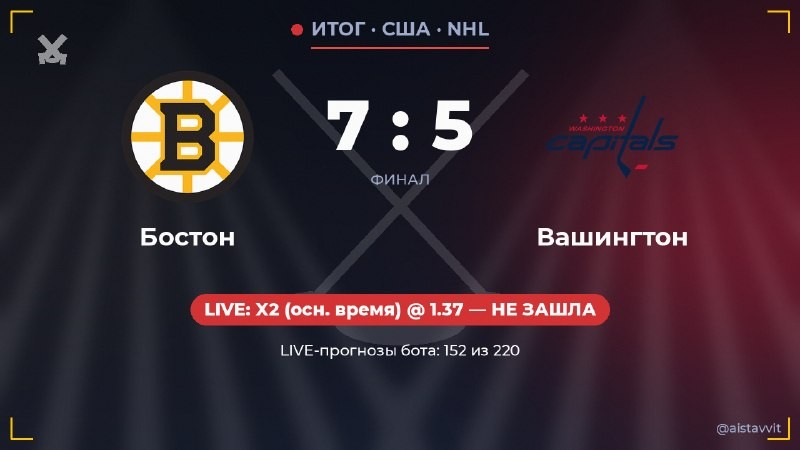 ИТОГ · США · NHL
7 : 5
ФИНАЛ
B
WASHINGTON
capitals
Бостон
Вашингтон
LIVE: X2 (осн. время) @ 1.37 — НЕ ЗАШЛА
LIVE-прогнозы бота: 152 из 220
@aistavvit